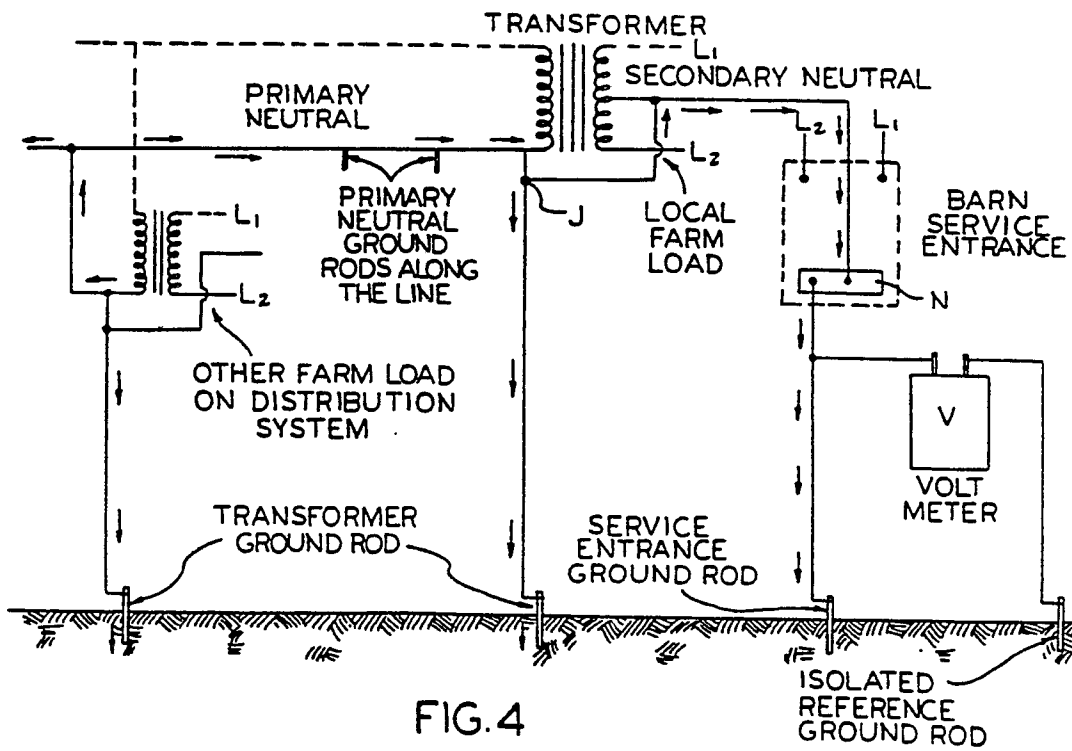 TRANSFORMER
L1
SECONDARY NEUTRAL
PRIMARY
NEUTRAL
L2
L2
L1
PRIMARY
NEUTRAL
GROUND
RODS ALONG
THE LINE
J
LOCAL
FARM
LOAD
BARN
SERVICE
ENTRANCE
L1
L2
N
OTHER FARM LOAD
ON DISTRIBUTION
SYSTEM
V
VOLT
METER
TRANSFORMER
GROUND ROD
SERVICE
ENTRANCE
GROUND ROD
ISOLATED
REFERENCE
GROUND ROD
FIG. 4